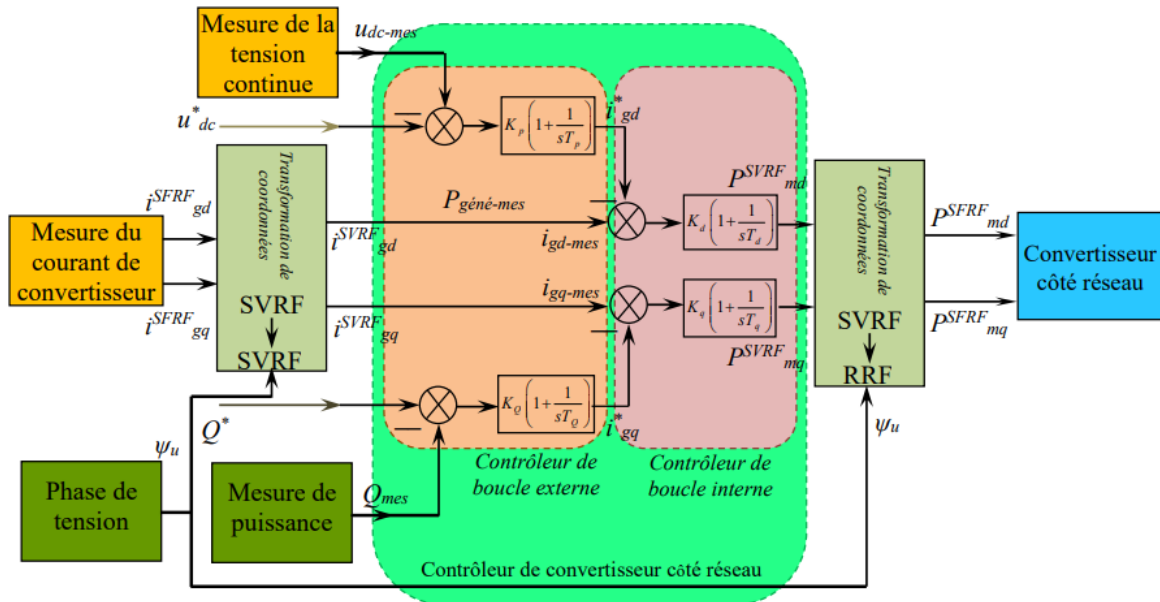 Mesure de la
tension
continue
u_dc-mes
u*_dc
K_p (1+ 1/sT_p)
i*_gd
Transformation de
coordonnées
SVRF
SVRF
i^SFRF_gd
Mesure du
courant de
convertisseur
i^SFRF_gq
P_géné-mes
i^SVRF_gd
i_gd-mes
i_gq-mes
i^SVRF_gq
P^SVRF_md
K_d (1+ 1/sT_d)
K_q (1+ 1/sT_q)
P^SVRF_mq
Transformation de
coordonnées
SVRF
RRF
P^SFRF_md
Convertisseur
côté réseau
P^SFRF_mq
K_Q (1+ 1/sT_Q)
i*_gq
Q*
ψ_u
ψ_u
Contrôleur de
boucle externe
Contrôleur de
boucle interne
Phase de
tension
Mesure de
puissance
Q_mes
Contrôleur de convertisseur côté réseau